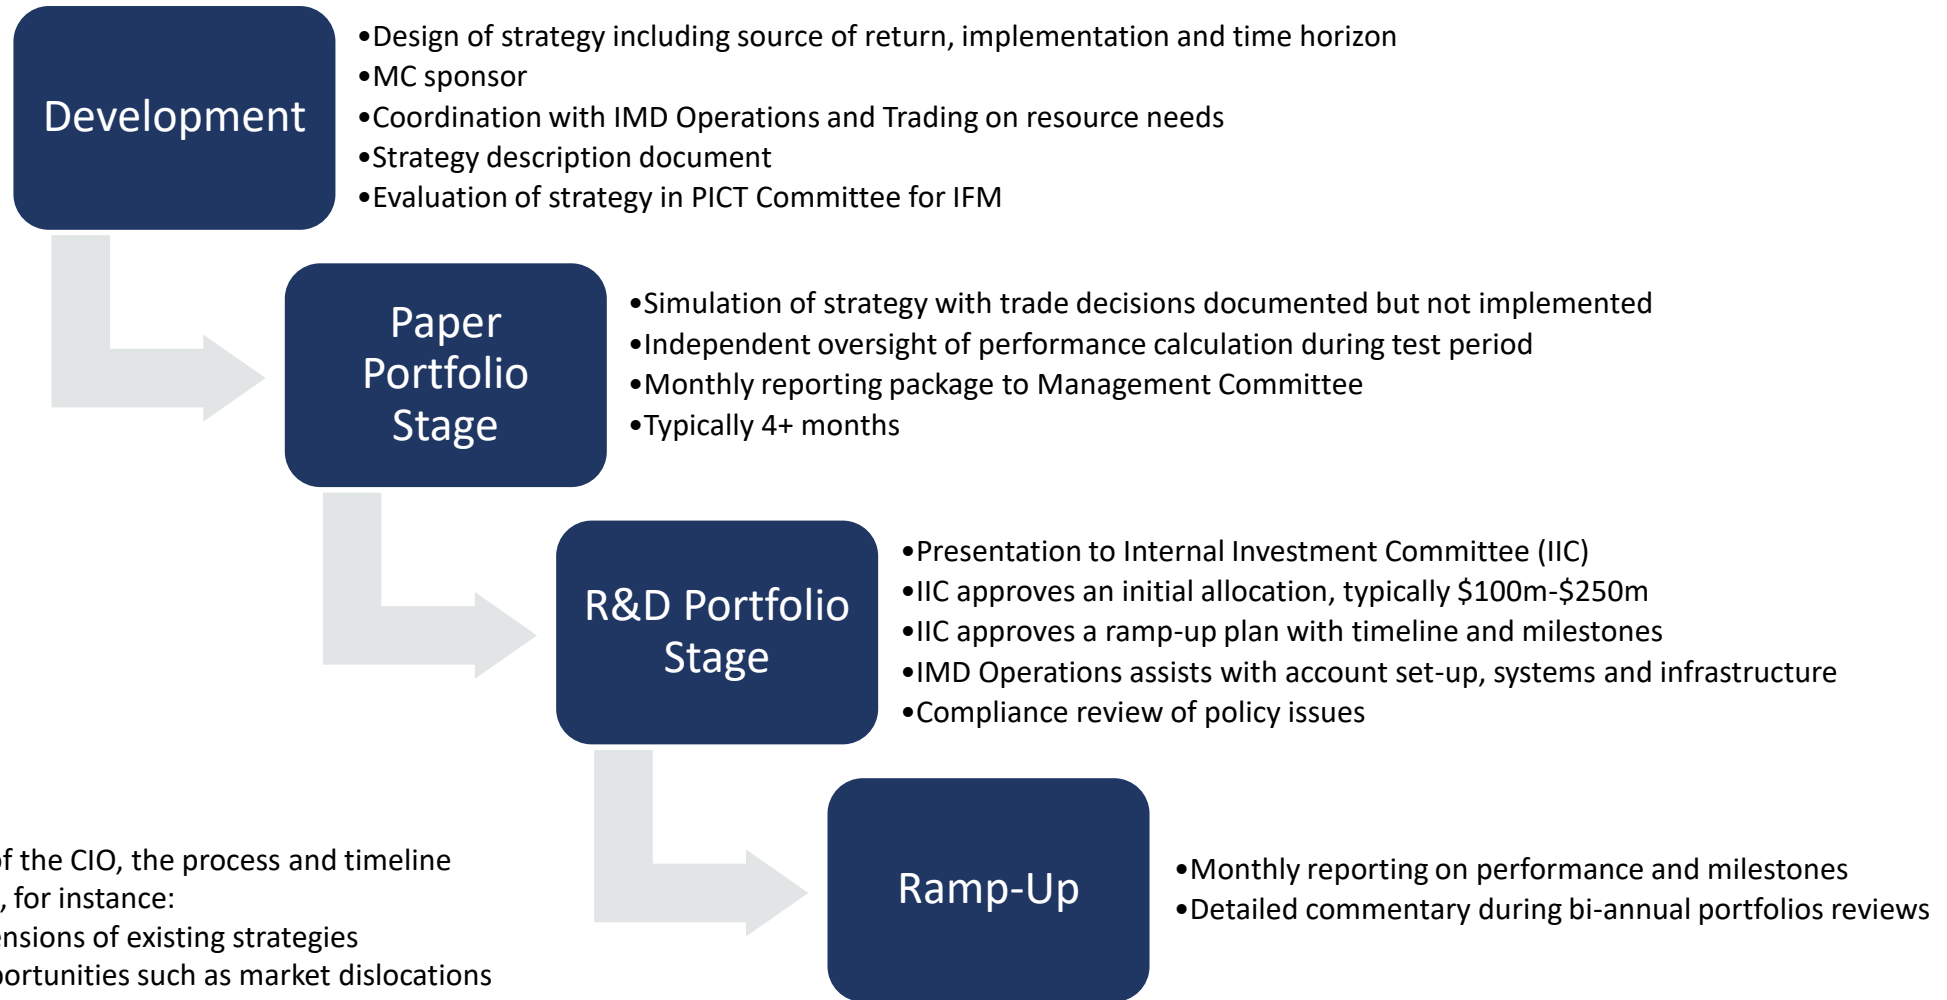 Development
•Design of strategy including source of return, implementation and time horizon
•MC sponsor
•Coordination with IMD Operations and Trading on resource needs
•Strategy description document
•Evaluation of strategy in PICT Committee for IFM
Paper
Portfolio
Stage
•Simulation of strategy with trade decisions documented but not implemented
•Independent oversight of performance calculation during test period
•Monthly reporting package to Management Committee
•Typically 4+ months
R&D Portfolio
Stage
•Presentation to Internal Investment Committee (IIC)
•IIC approves an initial allocation, typically $100m-$250m
•IIC approves a ramp-up plan with timeline and milestones
•IMD Operations assists with account set-up, systems and infrastructure
•Compliance review of policy issues
Ramp-Up
•Monthly reporting on performance and milestones
•Detailed commentary during bi-annual portfolios reviews
of the CIO, the process and timeline
, for instance:
of existing strategies
such as market dislocations